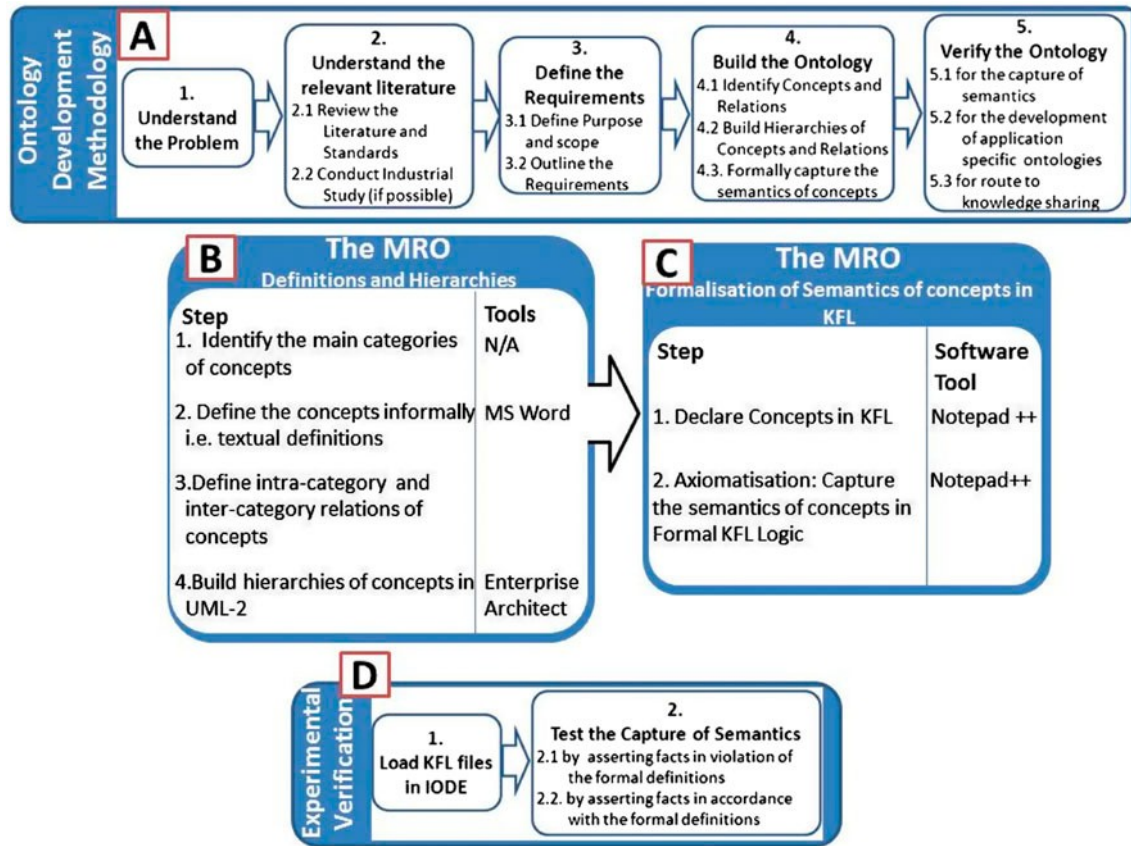 Ontology
Development
Methodology
A
1.
Understand
the Problem
2.
Understand the
relevant literature
2.1 Review the
Literature and
Standards
2.2 Conduct Industrial
Study (if possible)
3.
Define the
Requirements
3.1 Define Purpose
and scope
3.2 Outline the
Requirements
4.
Build the Ontology
4.1 Identify Concepts and
Relations
4.2 Build Hierarchies of
Concepts and Relations
4.3. Formally capture the
semantics of concepts
5.
Verify the Ontology
5.1 for the capture of
semantics
5.2 for the development
of application
specific ontologies
5.3 for route to
knowledge sharing
B
The MRO
Definitions and Hierarchies
Step
Tools
1. Identify the main categories
of concepts
N/A
2. Define the concepts informally
i.e. textual definitions
MS Word
3.Define intra-category and
inter-category relations of
concepts
4.Build hierarchies of concepts in
UML-2
Enterprise
Architect
C
The MRO
Formalisation of Semantics of concepts in
KFL
Step
Software
Tool
1. Declare Concepts in KFL
Notepad ++
2. Axiomatisation: Capture
the semantics of concepts in
Formal KFL Logic
Notepad++
D
Experimental
Verification
1.
Load KFL files
in IODE
2.
Test the Capture of Semantics
2.1 by asserting facts in violation
of the formal definitions
2.2. by asserting facts in accordance
with the formal definitions